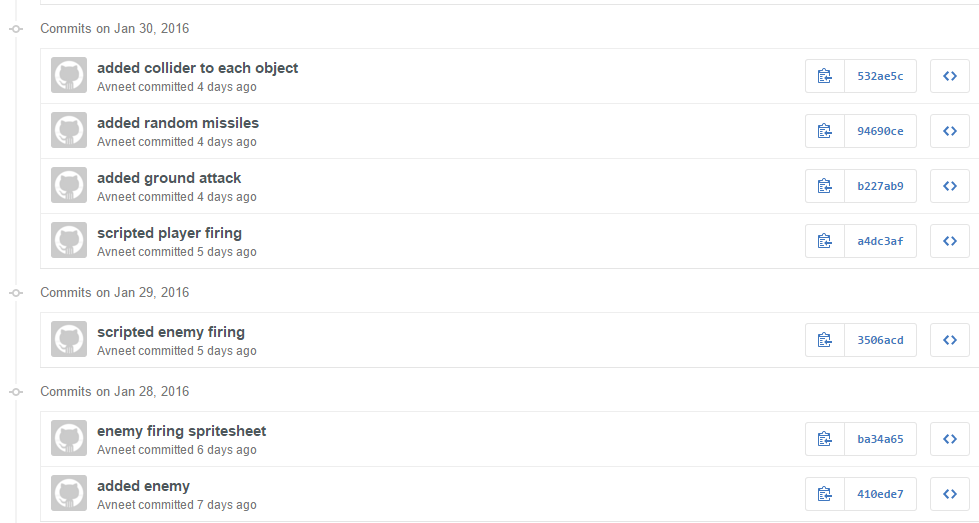 Commits on Jan 30, 2016
added collider to each object
Avneet committed 4 days ago
532ae5c
added random missiles
Avneet committed 4 days ago
94690ce
added ground attack
Avneet committed 4 days ago
b227ab9
scripted player firing
Avneet committed 5 days ago
a4dc3af
Commits on Jan 29, 2016
scripted enemy firing
Avneet committed 5 days ago
3506acd
Commits on Jan 28, 2016
enemy firing spritesheet
Avneet committed 6 days ago
ba34a65
added enemy
Avneet committed 7 days ago
410ede7